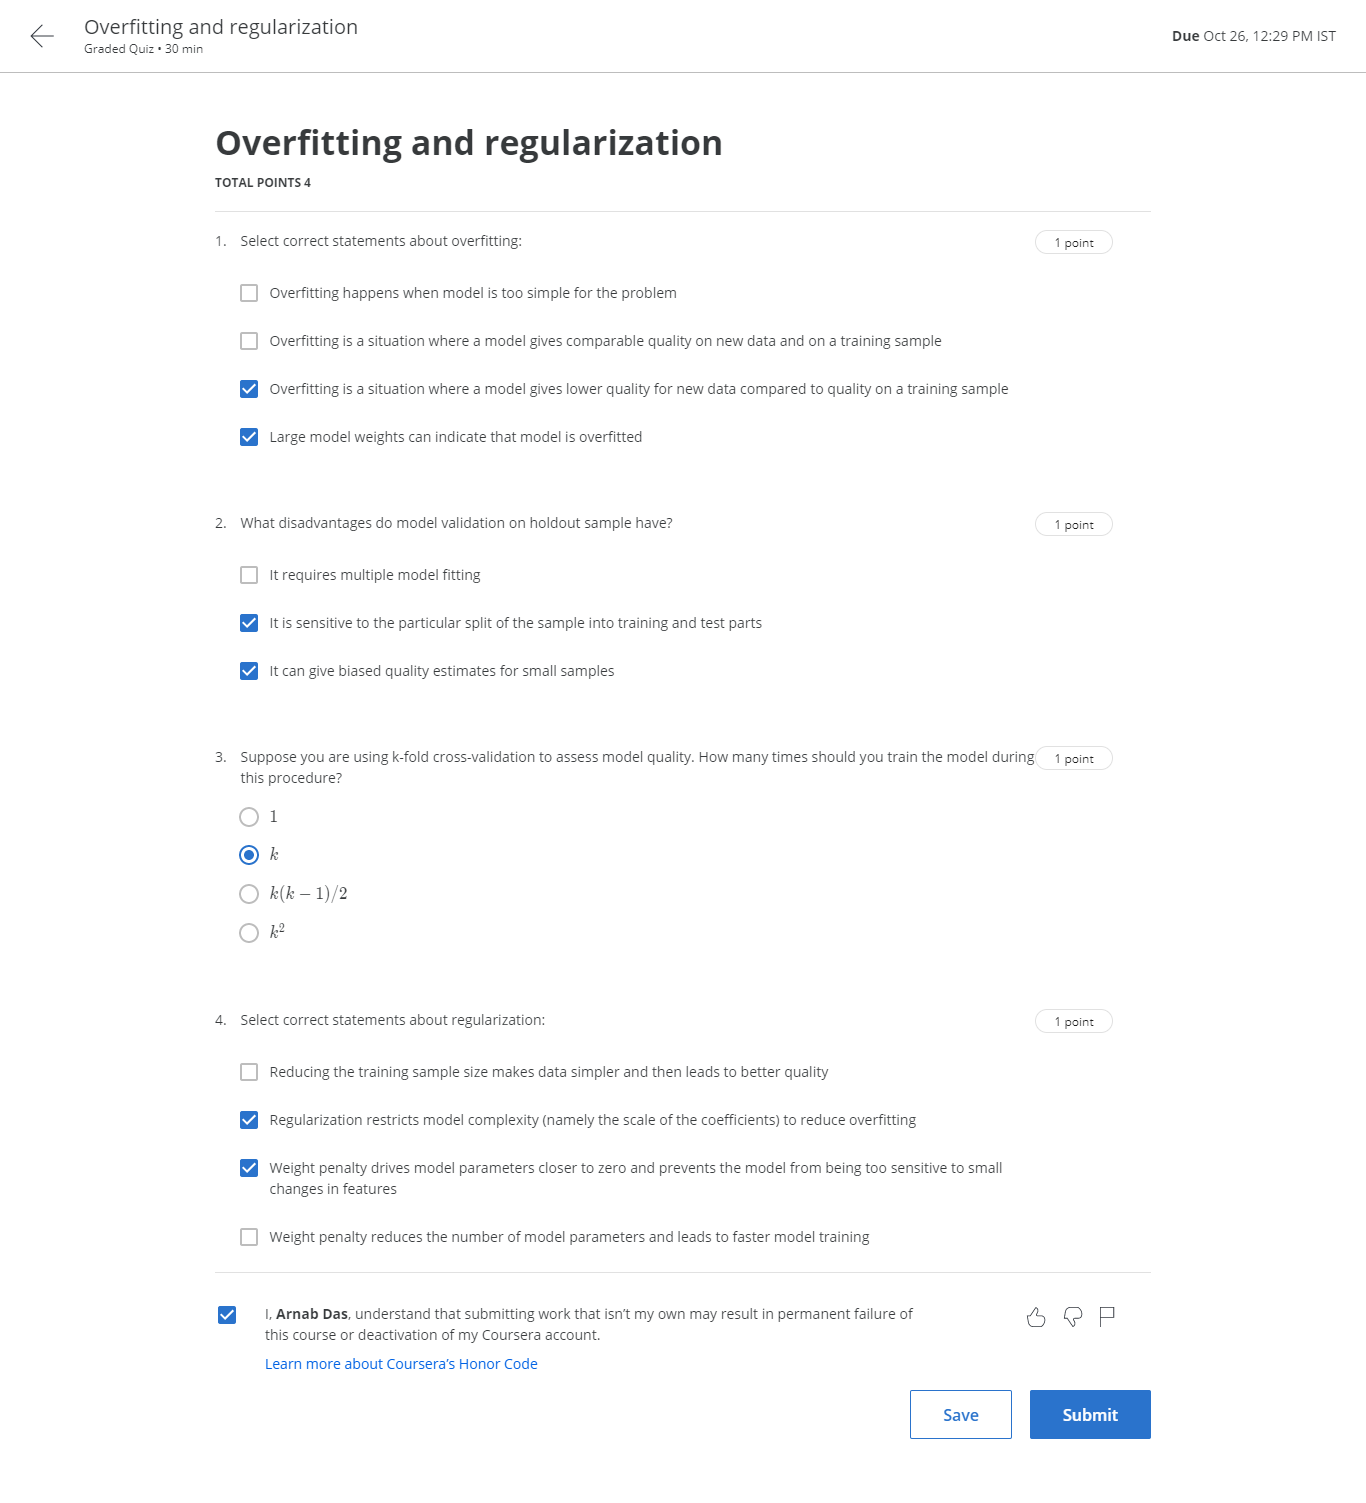 Overfitting and regularization
Graded Quiz • 30 min
Due Oct 26, 12:29 PM IST
Overfitting and regularization
TOTAL POINTS 4
1. Select correct statements about overfitting:
1 point
Overfitting happens when model is too simple for the problem
Overfitting is a situation where a model gives comparable quality on new data and on a training sample
Overfitting is a situation where a model gives lower quality for new data compared to quality on a training sample
Large model weights can indicate that model is overfitted
2. What disadvantages do model validation on holdout sample have?
1 point
It requires multiple model fitting
It is sensitive to the particular split of the sample into training and test parts
It can give biased quality estimates for small samples
3. Suppose you are using k-fold cross-validation to assess model quality. How many times should you train the model during
1 point
this procedure?
1
k
k(k − 1)/2
k²
4. Select correct statements about regularization:
1 point
Reducing the training sample size makes data simpler and then leads to better quality
Regularization restricts model complexity (namely the scale of the coefficients) to reduce overfitting
Weight penalty drives model parameters closer to zero and prevents the model from being too sensitive to small
changes in features
Weight penalty reduces the number of model parameters and leads to faster model training
I, Arnab Das, understand that submitting work that isn't my own may result in permanent failure of
this course or deactivation of my Coursera account.
Learn more about Coursera's Honor Code
Save
Submit